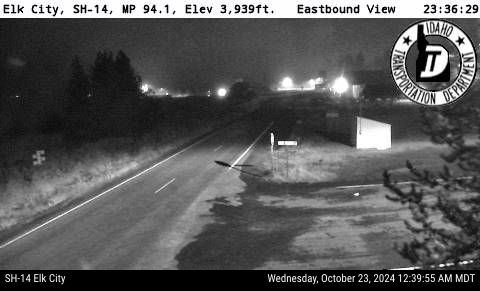 Elk City, SH-14, MP 94.1, Elev 3,939ft. Eastbound View 23:36:29
IDAHO
TRANSPORTATION DEPARTMENT
SH-14 Elk City Wednesday, October 23, 2024 12:39:55 AM MDT